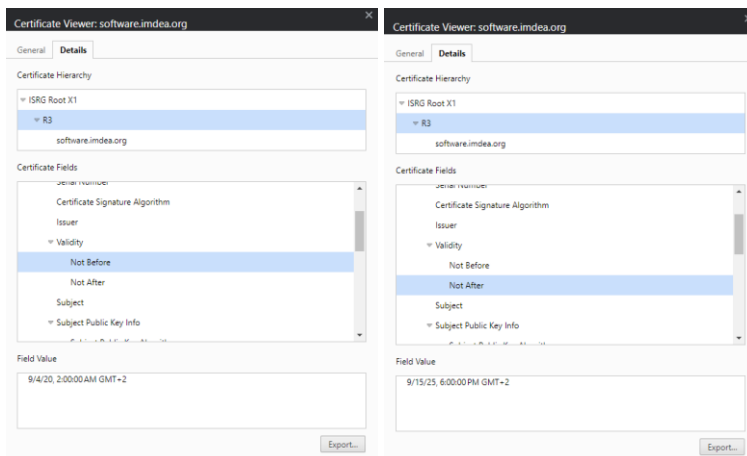 Certificate Viewer: software.imdea.org
General Details
Certificate Hierarchy
ISRG Root X1
R3
software.imdea.org
Certificate Fields
Serial Number
Certificate Signature Algorithm
Issuer
Validity
Not Before
Not After
Subject
Subject Public Key Info
Field Value
9/4/20, 2:00:00 AM GMT+2
Export...
Certificate Viewer: software.imdea.org
General Details
Certificate Hierarchy
ISRG Root X1
R3
software.imdea.org
Certificate Fields
Serial Number
Certificate Signature Algorithm
Issuer
Validity
Not Before
Not After
Subject
Subject Public Key Info
Field Value
9/15/25, 6:00:00 PM GMT+2
Export...